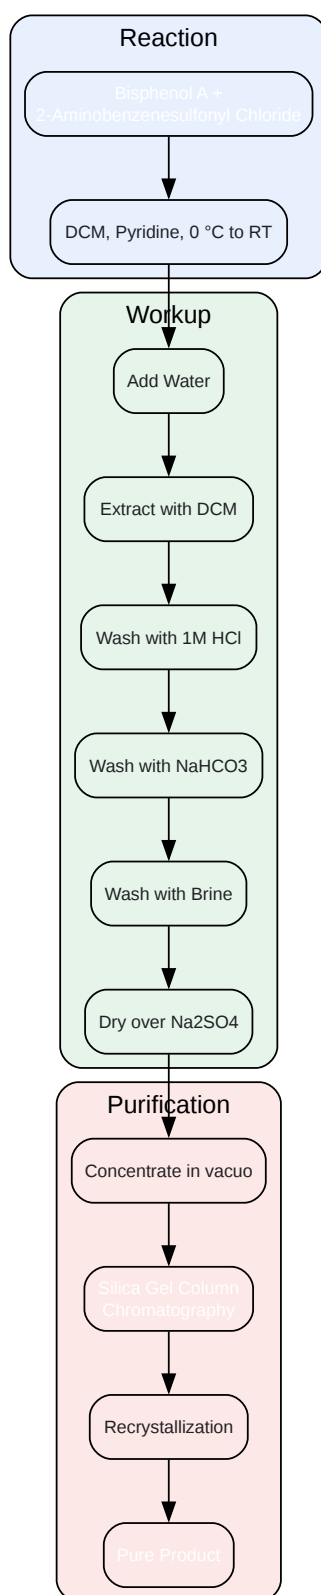 Reaction
Bisphenol A +
2-Aminobenzenesulfonyl Chloride
DCM, Pyridine, 0 °C to RT
Workup
Add Water
Extract with DCM
Wash with 1M HCl
Wash with NaHCO3
Wash with Brine
Dry over Na2SO4
Purification
Concentrate in vacuo
Silica Gel Column
Chromatography
Recrystallization
Pure Product